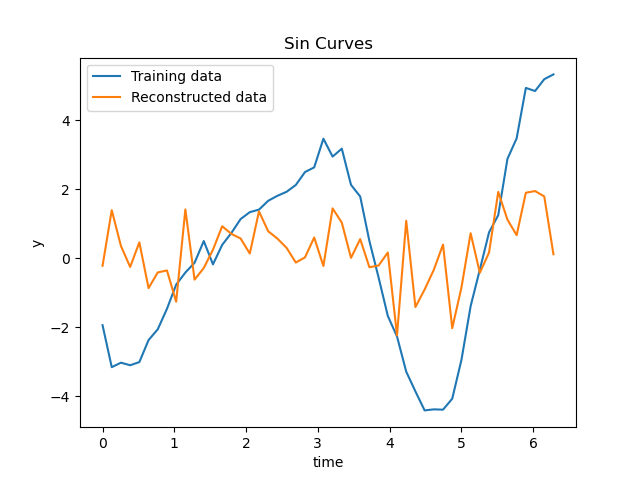 Sin Curves
Training data
Reconstructed data
4
2
0
−2
−4
y
0 1 2 3 4 5 6
time